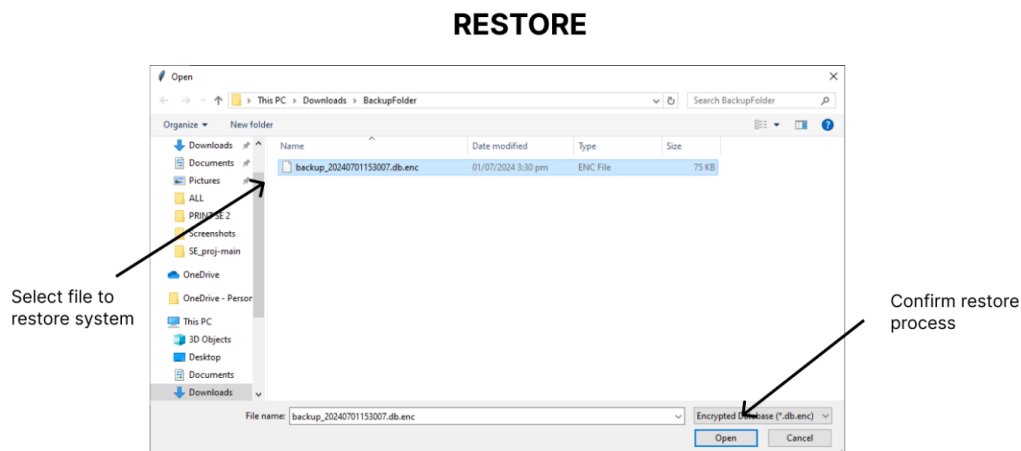 RESTORE
Open
This PC > Downloads > BackupFolder
Search BackupFolder
Organize
New folder
Name
Date modified
Type
Size
backup_20240701153007.db.enc
01/07/2024 3:30 pm
ENC File
75 KB
Downloads
Documents
Pictures
ALL
PRINT SE 2
Screenshots
SE_proj-main
OneDrive
OneDrive - Person
This PC
3D Objects
Desktop
Documents
Downloads
Select file to
restore system
Confirm restore
process
File name:
backup_20240701153007.db.enc
Encrypted Database (*.db.enc)
Open
Cancel